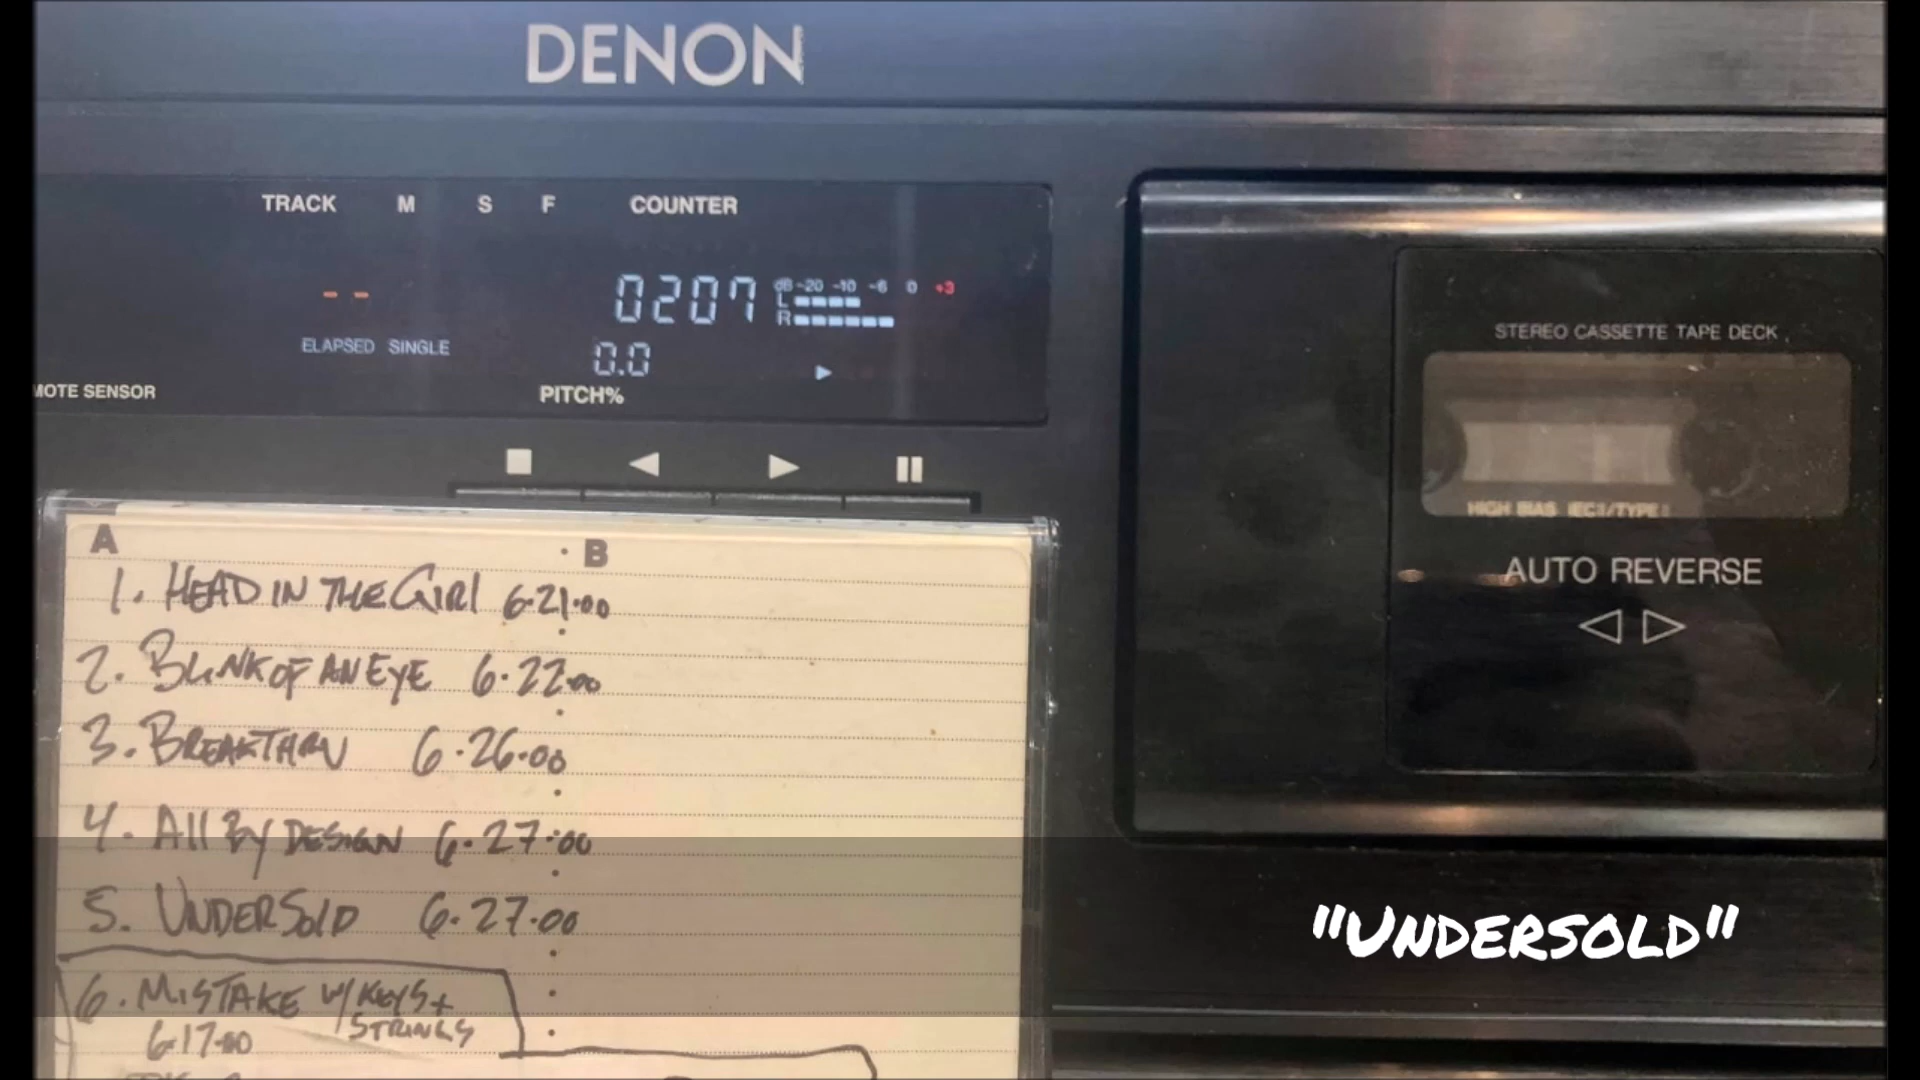 DENON
TRACK M S F COUNTER
-- 0207 dB -20 -10 -6 0 +3
L
R
ELAPSED SINGLE 0.0
MOTE SENSOR PITCH%
STEREO CASSETTE TAPE DECK
HIGH BIAS IECII/TYPE II
AUTO REVERSE
A B
1. HEAD IN THE GIRL 6·21·00
2. BLINK OF AN EYE 6·22·00
3. BREAKTHRU 6·26·00
4. All BY DESIGN 6·27·00
5. UNDERSOLD 6·27·00
6. MISTAKE W/ KEYS +
STRINGS
6·17·00
"UNDERSOLD"